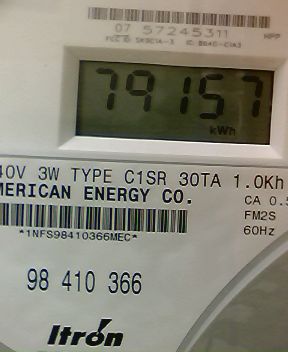 07 57245311 MPP
79157
kWh
40V 3W TYPE C1SR 30TA 1.0Kh
MERICAN ENERGY CO.
CA 0.5
FM2S
60Hz
*1NFS98410366MEC*
98 410 366
Itron